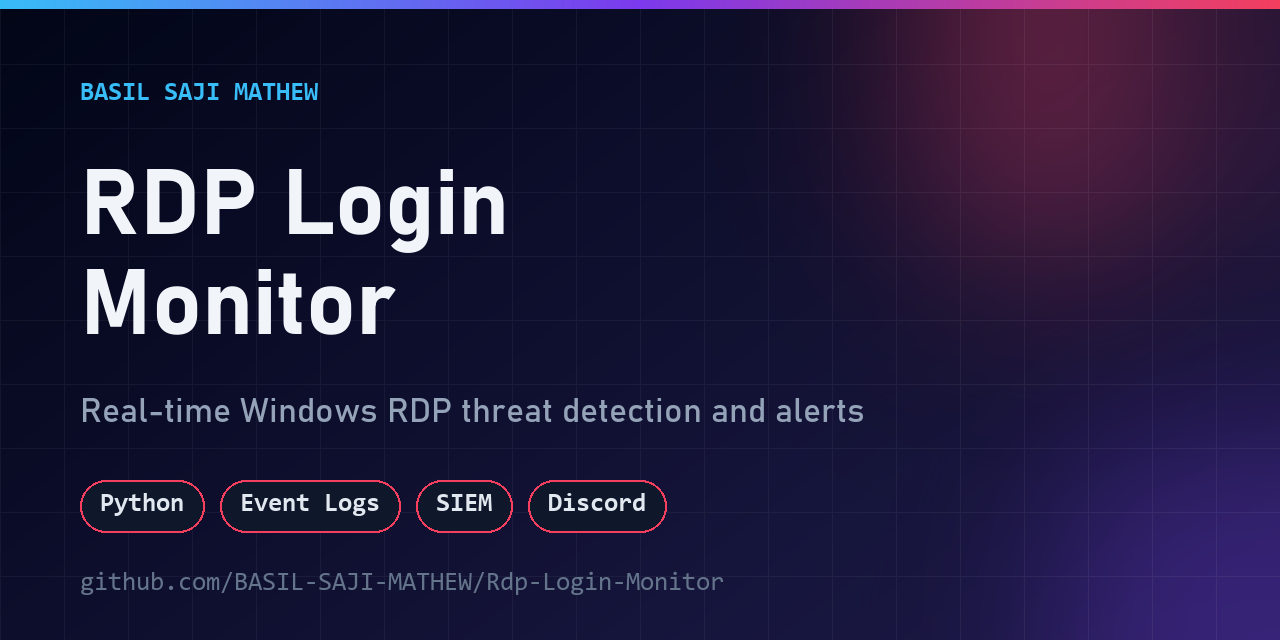 BASIL SAJI MATHEW
RDP Login
Monitor
Real-time Windows RDP threat detection and alerts
Python Event Logs SIEM Discord
github.com/BASIL-SAJI-MATHEW/Rdp-Login-Monitor